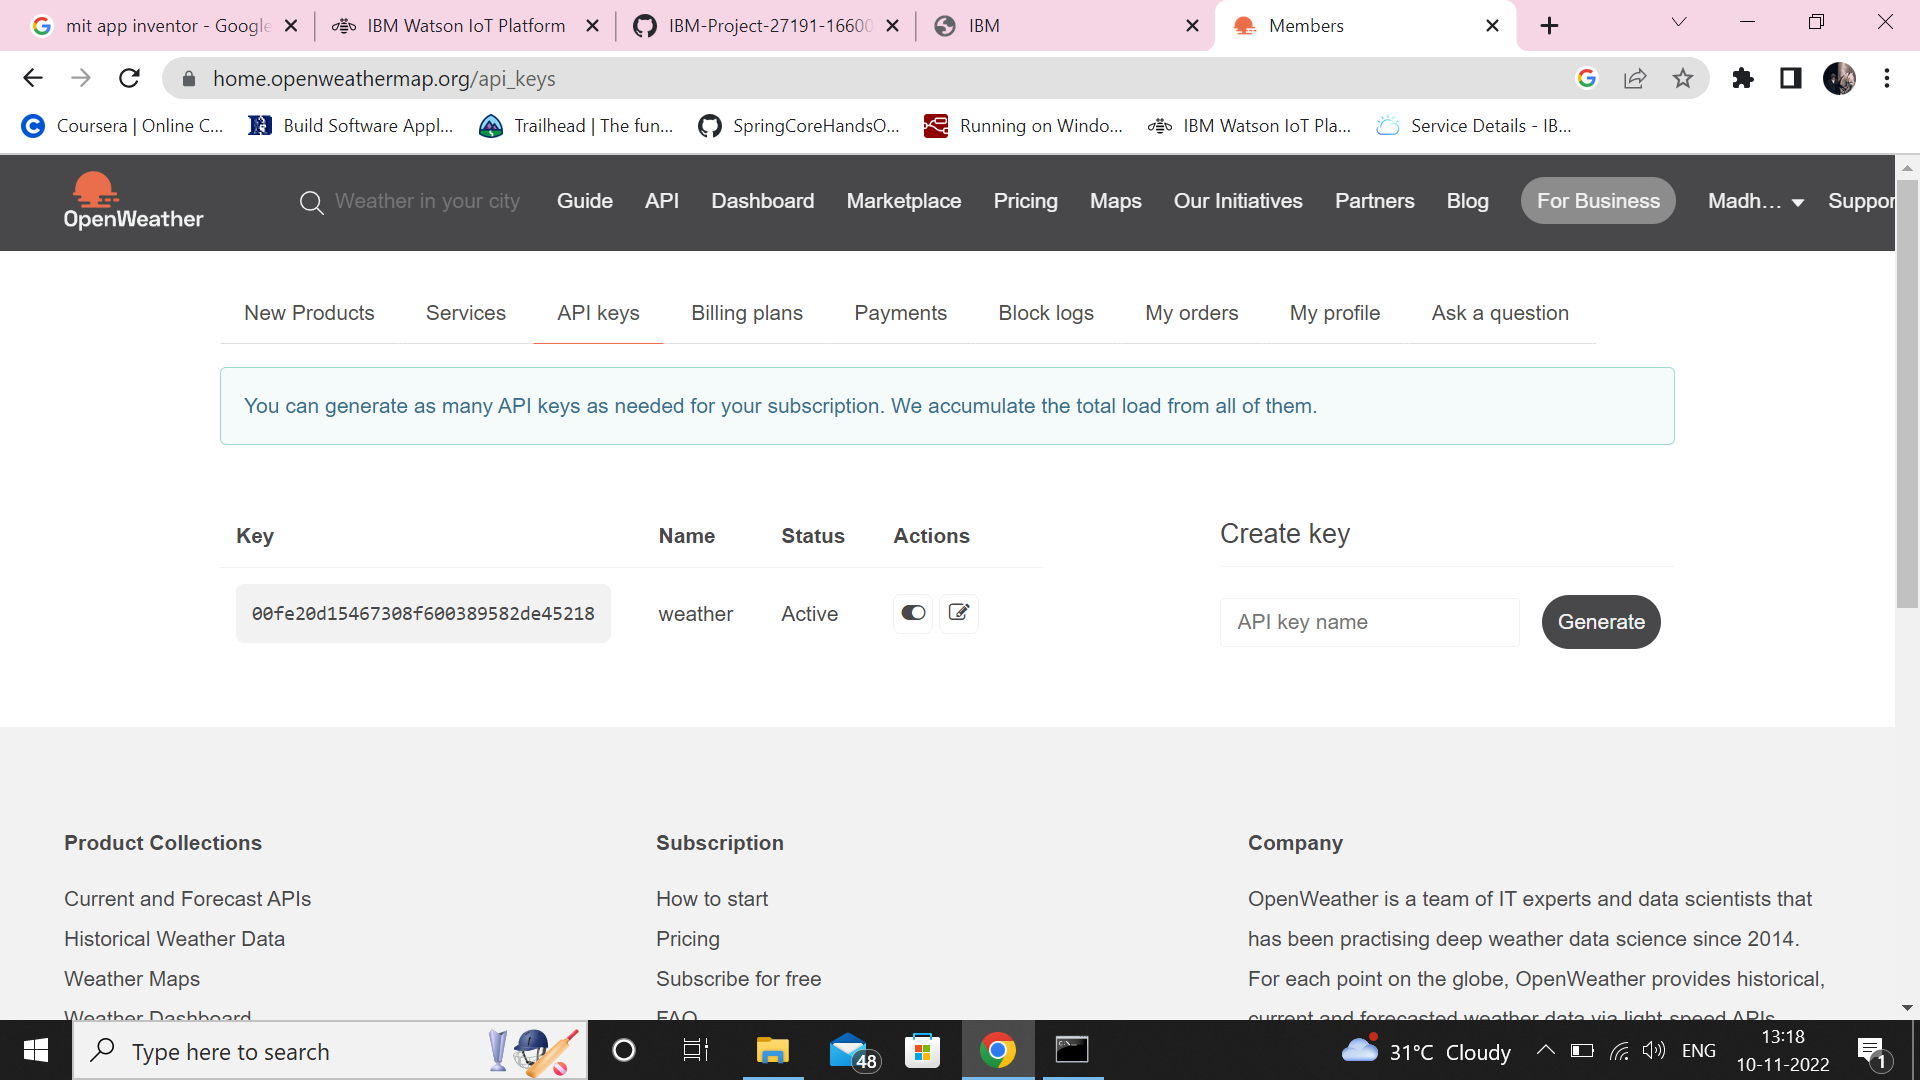 mit app inventor - Google
IBM Watson IoT Platform
IBM-Project-27191-16600
IBM
Members
home.openweathermap.org/api_keys
Coursera | Online C...
Build Software Appl...
Trailhead | The fun...
SpringCoreHandsO...
Running on Windo...
IBM Watson IoT Pla...
Service Details - IB...
OpenWeather
Weather in your city
Guide
API
Dashboard
Marketplace
Pricing
Maps
Our Initiatives
Partners
Blog
For Business
Madh...
Suppor
New Products
Services
API keys
Billing plans
Payments
Block logs
My orders
My profile
Ask a question
You can generate as many API keys as needed for your subscription. We accumulate the total load from all of them.
Key
Name
Status
Actions
00fe20d15467308f600389582de45218
weather
Active
Create key
API key name
Generate
Product Collections
Current and Forecast APIs
Historical Weather Data
Weather Maps
Weather Dashboard
Subscription
How to start
Pricing
Subscribe for free
FAQ
Company
OpenWeather is a team of IT experts and data scientists that
has been practising deep weather data science since 2014.
For each point on the globe, OpenWeather provides historical,
current and forecasted weather data via light-speed APIs.
Type here to search
48
31°C Cloudy
ENG
13:18
10-11-2022
1